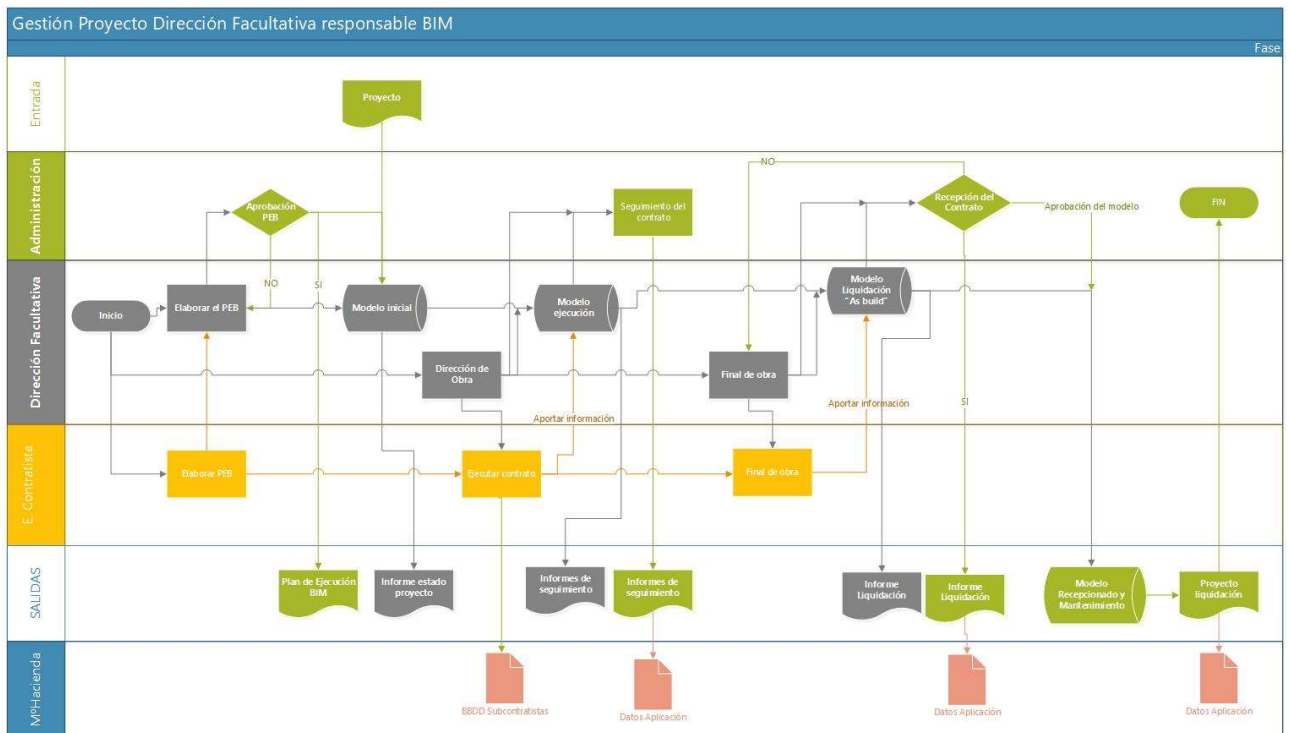 Gestión Proyecto Dirección Facultativa responsable BIM
Fase
Entrada
Proyecto
Administración
Aprobación
PEB
NO
SI
Seguimiento del
contrato
NO
Recepción del
Contrato
Aprobación del modelo
FIN
Dirección Facultativa
Inicio
Elaborar el PEB
Modelo inicial
Modelo
ejecución
Modelo
Liquidación
"As build"
Dirección de
Obra
Final de obra
Aportar información
Aportar información
SI
E. Contratista
Elaborar PEB
Ejecutar contrato
Final de obra
SALIDAS
Plan de Ejecución
BIM
Informe estado
proyecto
Informes de
seguimiento
Informes de
seguimiento
Informe
Liquidación
Informe
Liquidación
Modelo
Recepcionado y
Mantenimiento
Proyecto
liquidación
MºHacienda
BBDD Subcontratistas
Datos Aplicación
Datos Aplicación
Datos Aplicación